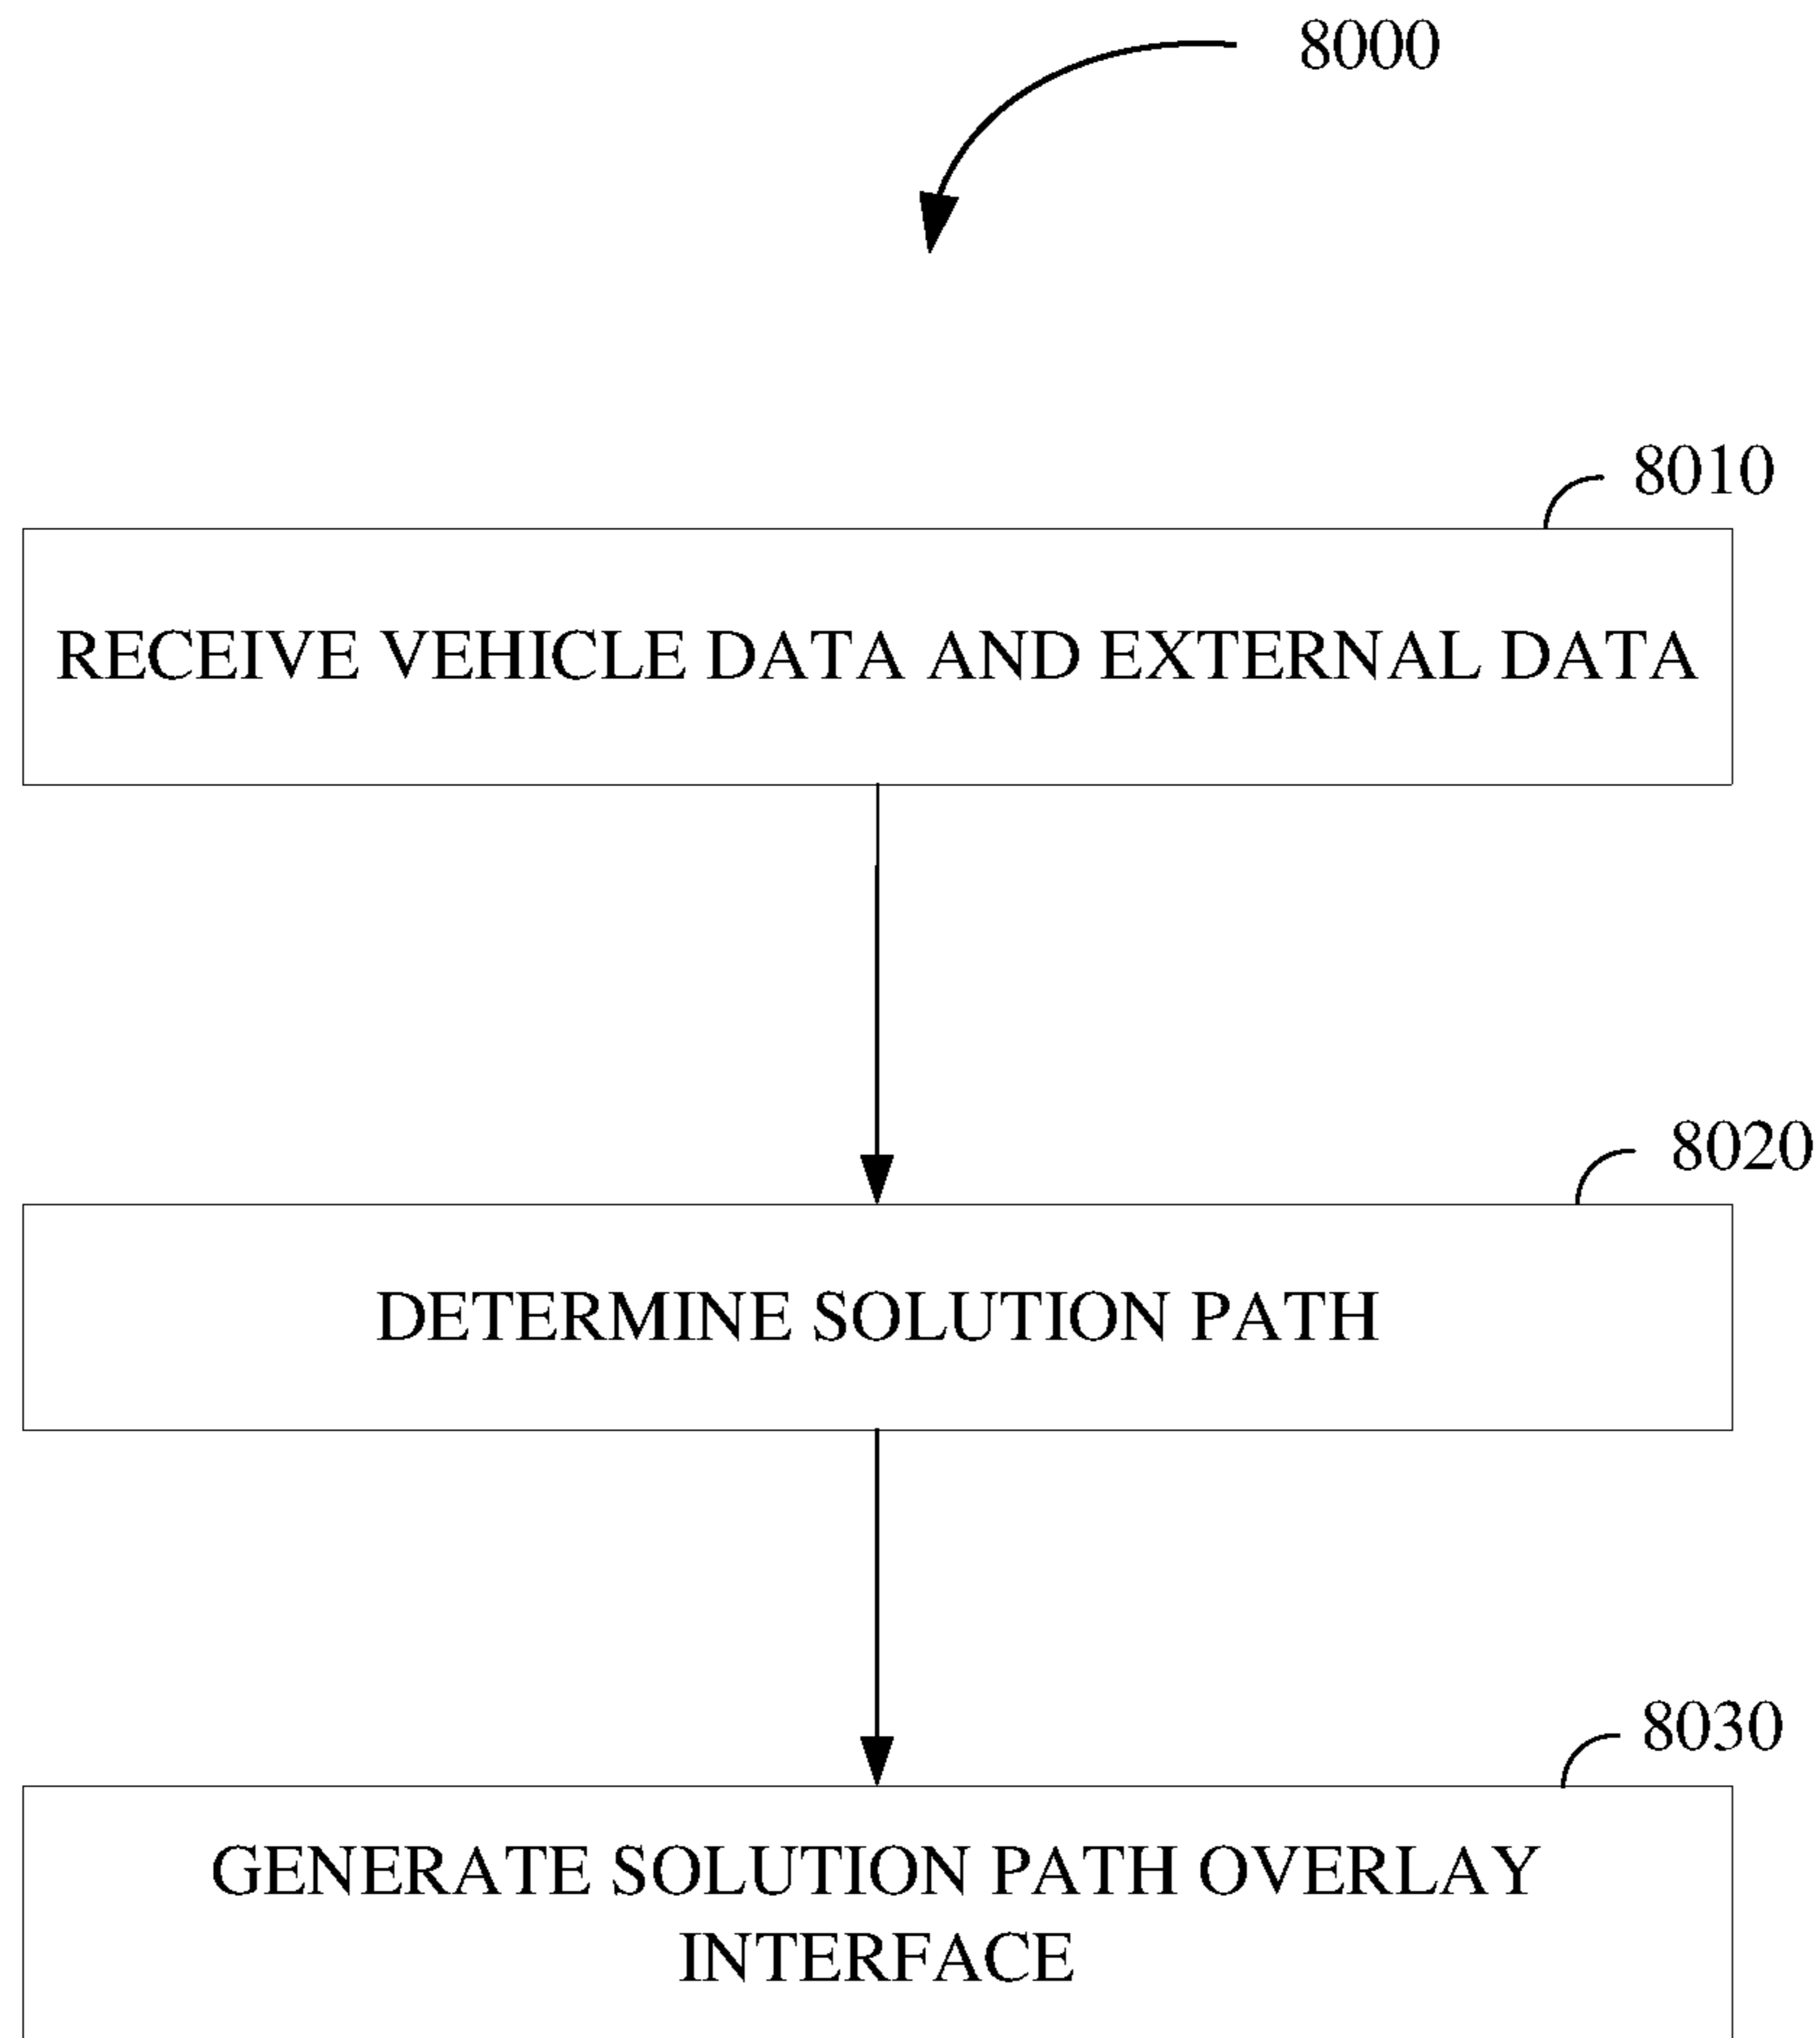 8000
8010
RECEIVE VEHICLE DATA AND EXTERNAL DATA
8020
DETERMINE SOLUTION PATH
8030
GENERATE SOLUTION PATH OVERLAY
INTERFACE